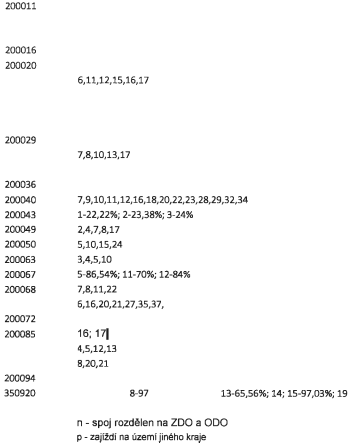 200011
200016
200020
6,11,12,15,16,17
200029
7,8,10,13,17
200036
200040 7,9,10,11,12,16,18,20,22,23,28,29,32,34
200043 1-22,22%; 2-23,38%; 3-24%
200049 2,4,7,8,17
200050 5,10,15,24
200063 3,4,5,10
200067 5-86,54%; 11-70%; 12-84%
200068 7,8,11,22
6,16,20,21,27,35,37,
200072
200085 16; 17
4,5,12,13
8,20,21
200094
350920 8-97 13-65,56%; 14; 15-97,03%; 19
n - spoj rozdělen na ZDO a ODO
p - zajíždí na území jiného kraje